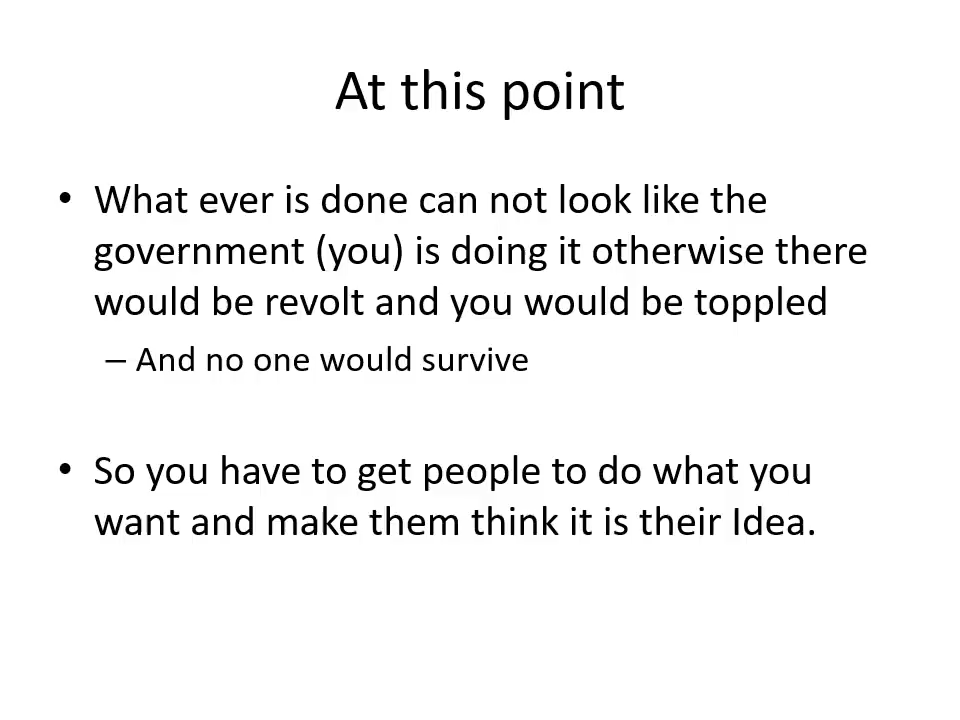 At this point
• What ever is done can not look like the
government (you) is doing it otherwise there
would be revolt and you would be toppled
– And no one would survive
• So you have to get people to do what you
want and make them think it is their Idea.